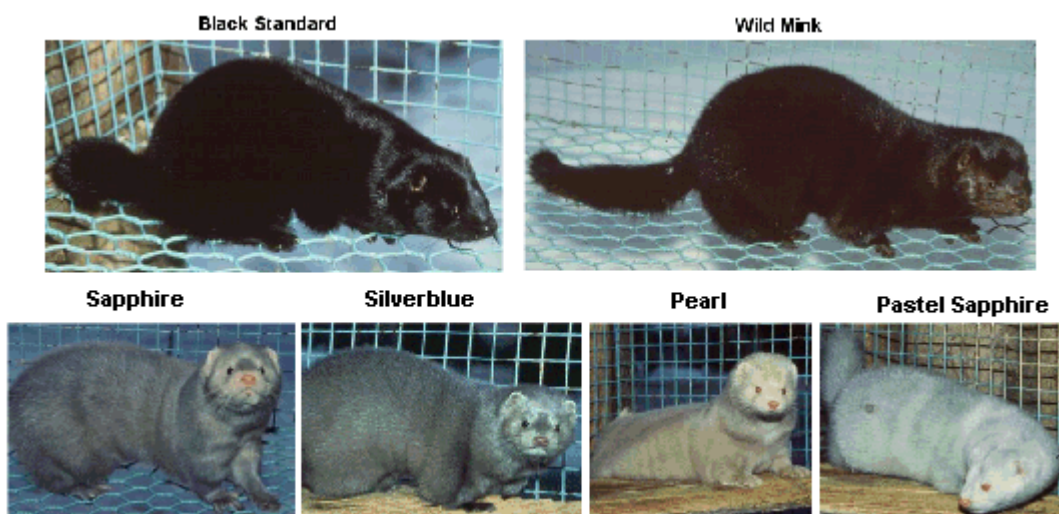 Black Standard
Wild Mink
Sapphire
Silverblue
Pearl
Pastel Sapphire